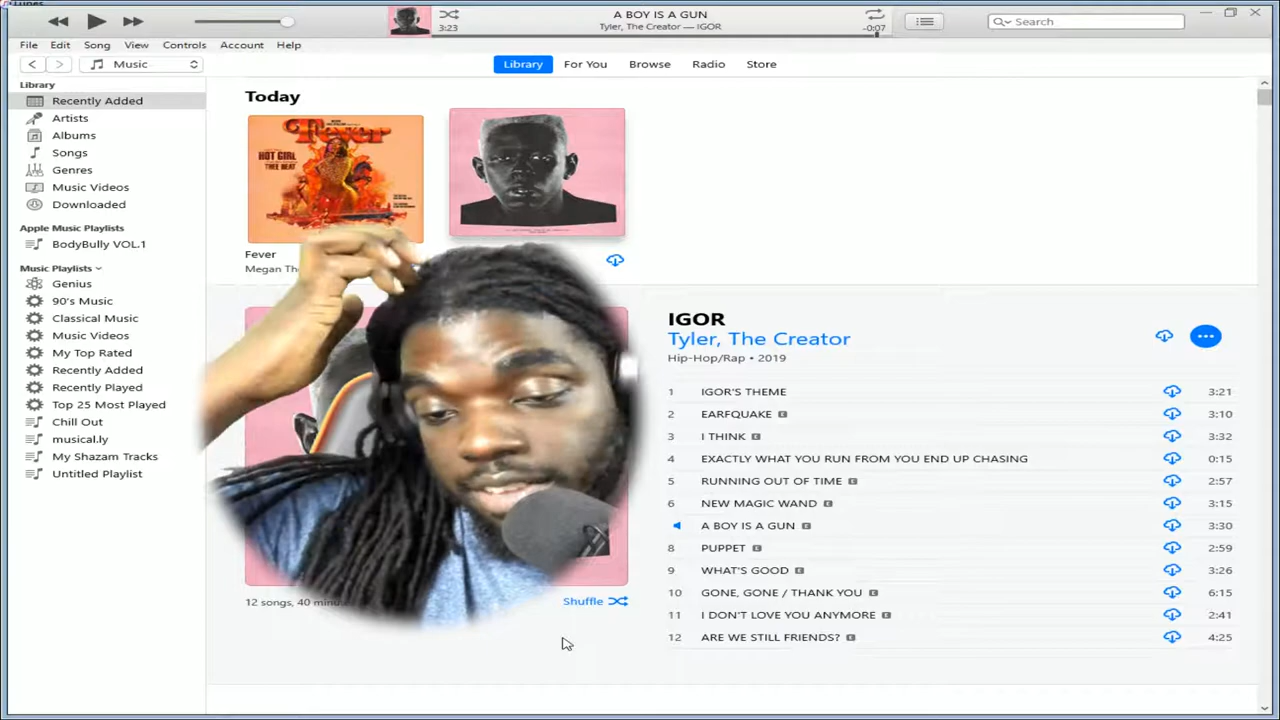 iTunes
A BOY IS A GUN
3:23 Tyler, The Creator — IGOR -0:07
Search
File Edit Song View Controls Account Help
Music Library For You Browse Radio Store
Library
Recently Added
Artists
Albums
Songs
Genres
Music Videos
Downloaded
Apple Music Playlists
BodyBully VOL.1
Music Playlists
Genius
90's Music
Classical Music
Music Videos
My Top Rated
Recently Added
Recently Played
Top 25 Most Played
Chill Out
musical.ly
My Shazam Tracks
Untitled Playlist
Today
Fever
HOT GIRL
THEE HEAT
Fever
Megan
IGOR
Tyler, The Creator
Hip-Hop/Rap • 2019
1 IGOR'S THEME 3:21
2 EARFQUAKE E 3:10
3 I THINK E 3:32
4 EXACTLY WHAT YOU RUN FROM YOU END UP CHASING 0:15
5 RUNNING OUT OF TIME E 2:57
6 NEW MAGIC WAND E 3:15
A BOY IS A GUN E 3:30
8 PUPPET E 2:59
9 WHAT'S GOOD E 3:26
10 GONE, GONE / THANK YOU E 6:15
11 I DON'T LOVE YOU ANYMORE E 2:41
12 ARE WE STILL FRIENDS? E 4:25
12 songs, 40 Shuffle